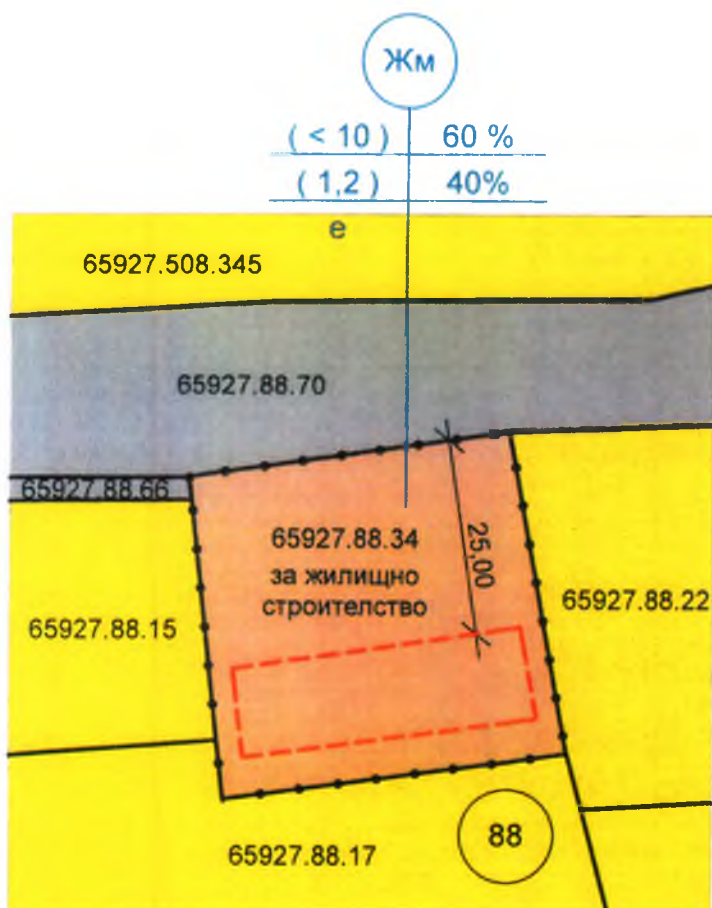 Жм
( < 10 ) 60 %
( 1,2 ) 40%
е
65927.508.345
65927.88.70
65927.88.66
65927.88.34
за жилищно
строителство
25,00
65927.88.15
65927.88.22
65927.88.17
88